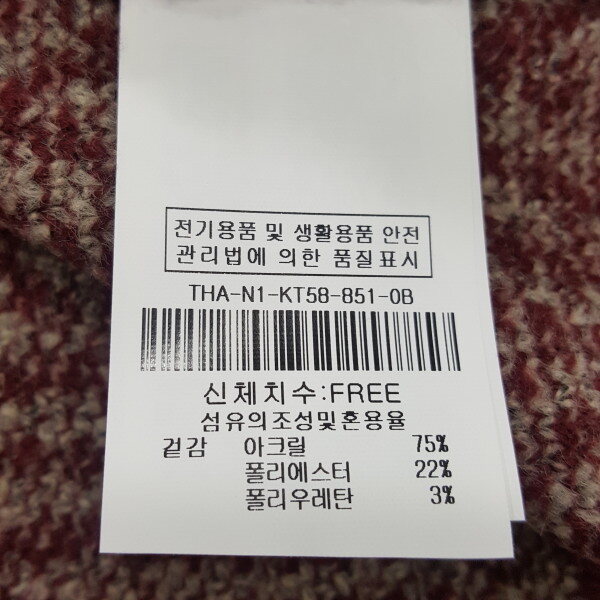 전기용품 및 생활용품 안전
관리법에 의한 품질표시
THA-N1-KT58-851-0B
신체치수:FREE
섬유의조성및혼용율
겉감 아크릴 75%
폴리에스터 22%
폴리우레탄 3%